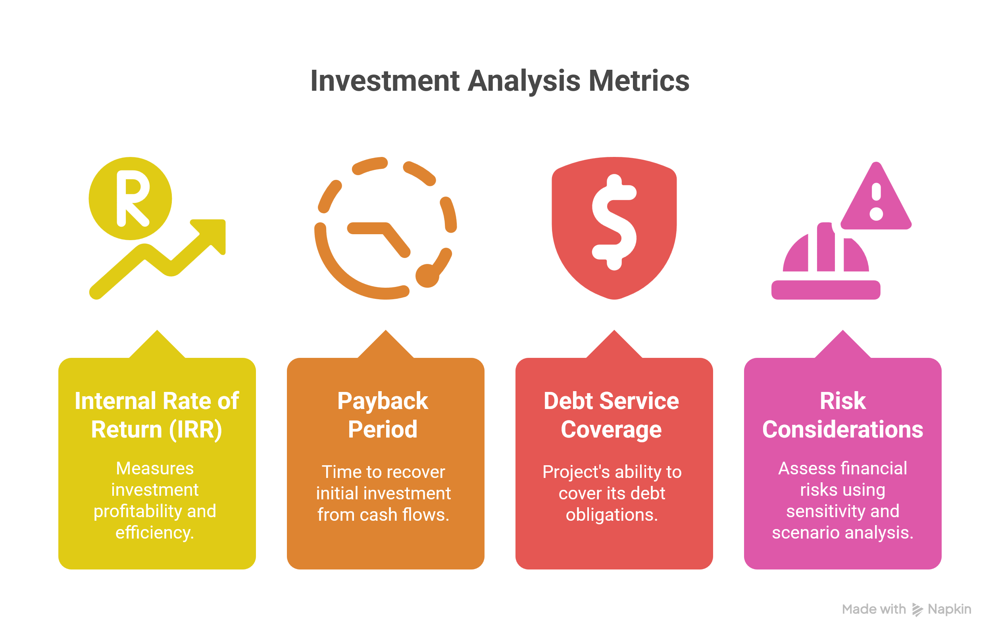 Investment Analysis Metrics
R
$
Internal Rate of
Return (IRR)
Measures
investment
profitability and
efficiency.
Payback
Period
Time to recover
initial investment
from cash flows.
Debt Service
Coverage
Project's ability to
cover its debt
obligations.
Risk
Considerations
Assess financial
risks using
sensitivity and
scenario analysis.
Made with Napkin